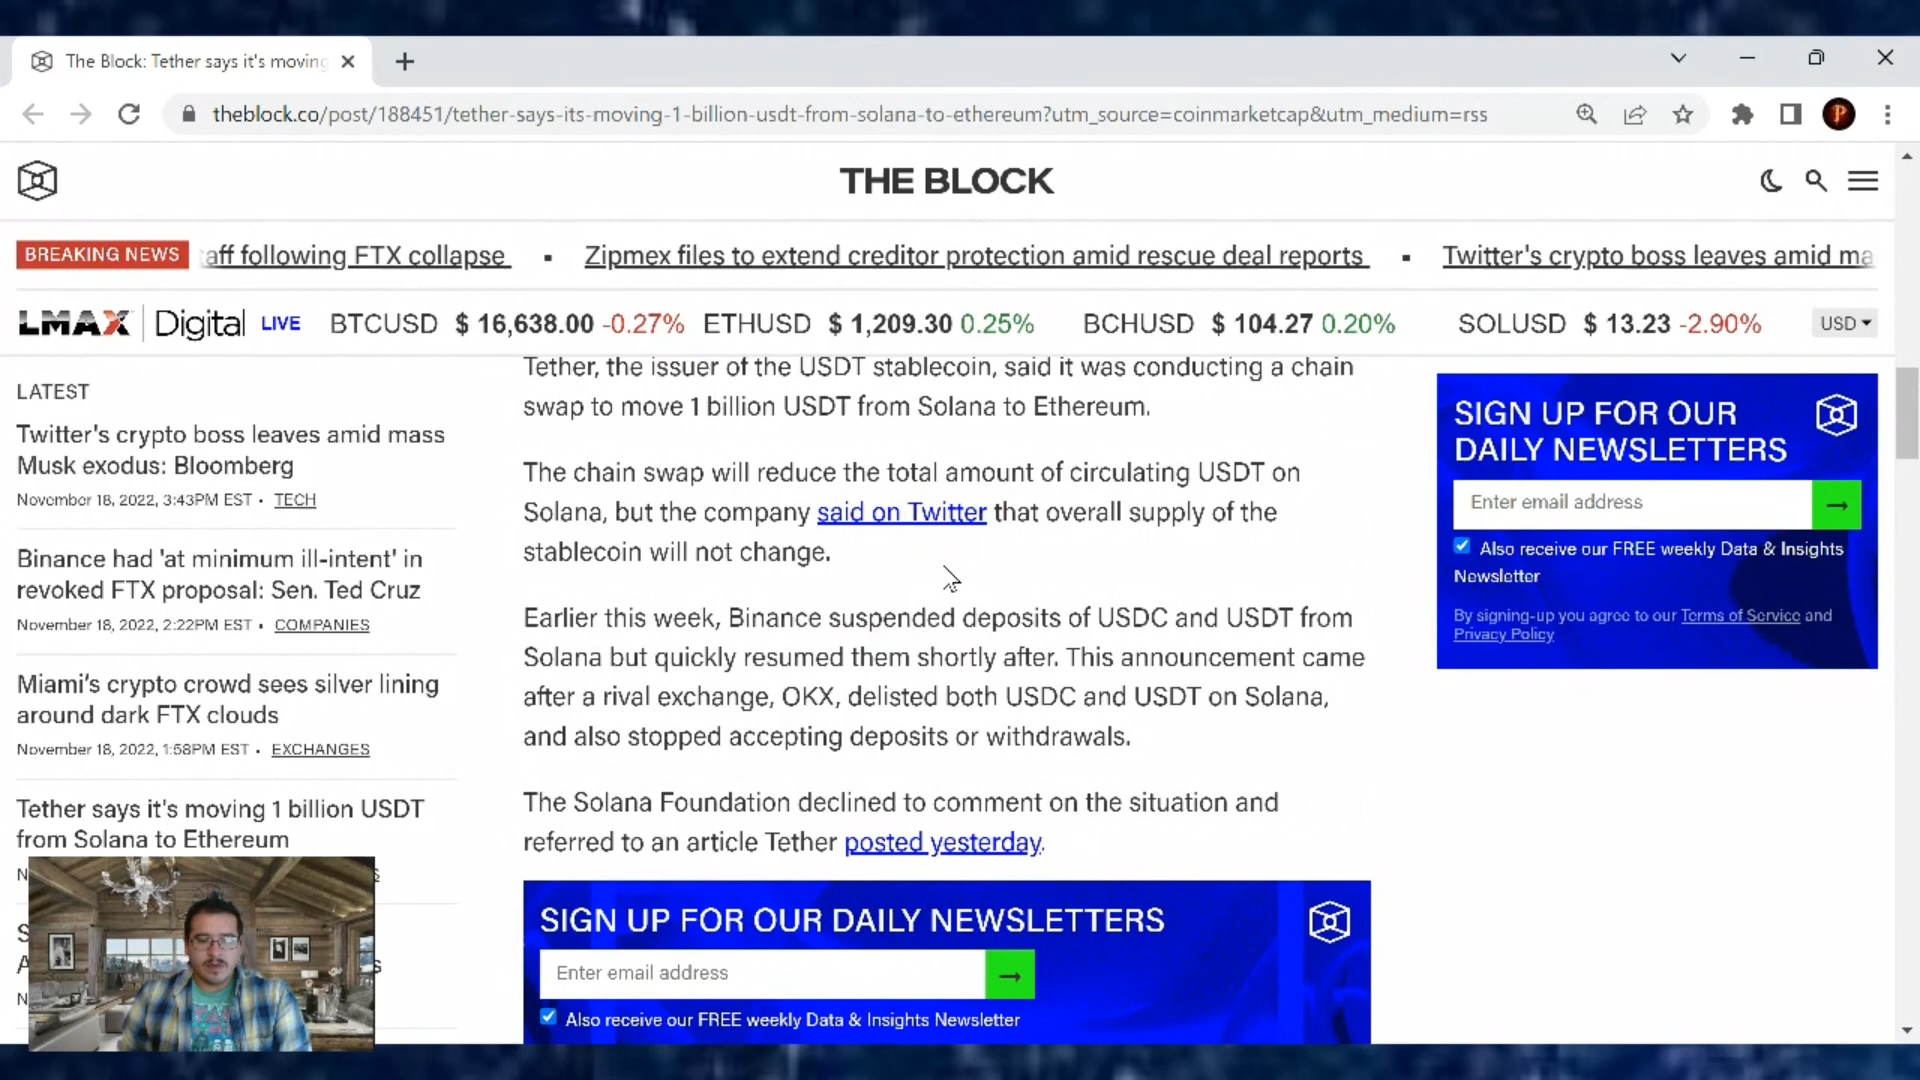 The Block: Tether says it's moving
theblock.co/post/188451/tether-says-its-moving-1-billion-usdt-from-solana-to-ethereum?utm_source=coinmarketcap&utm_medium=rss
P
THE BLOCK
BREAKING NEWS aff following FTX collapse ▪ Zipmex files to extend creditor protection amid rescue deal reports ▪ Twitter's crypto boss leaves amid ma
LMAX Digital LIVE BTCUSD $ 16,638.00 -0.27% ETHUSD $ 1,209.30 0.25% BCHUSD $ 104.27 0.20% SOLUSD $ 13.23 -2.90% USD
LATEST
Twitter's crypto boss leaves amid mass
Musk exodus: Bloomberg
November 18, 2022, 3:43PM EST • TECH
Binance had 'at minimum ill-intent' in
revoked FTX proposal: Sen. Ted Cruz
November 18, 2022, 2:22PM EST • COMPANIES
Miami's crypto crowd sees silver lining
around dark FTX clouds
November 18, 2022, 1:58PM EST • EXCHANGES
Tether says it's moving 1 billion USDT
from Solana to Ethereum
Tether, the issuer of the USDT stablecoin, said it was conducting a chain
swap to move 1 billion USDT from Solana to Ethereum.
The chain swap will reduce the total amount of circulating USDT on
Solana, but the company said on Twitter that overall supply of the
stablecoin will not change.
Earlier this week, Binance suspended deposits of USDC and USDT from
Solana but quickly resumed them shortly after. This announcement came
after a rival exchange, OKX, delisted both USDC and USDT on Solana,
and also stopped accepting deposits or withdrawals.
The Solana Foundation declined to comment on the situation and
referred to an article Tether posted yesterday.
SIGN UP FOR OUR DAILY NEWSLETTERS
Enter email address
Also receive our FREE weekly Data & Insights Newsletter
SIGN UP FOR OUR
DAILY NEWSLETTERS
Enter email address
Also receive our FREE weekly Data & Insights
Newsletter
By signing-up you agree to our Terms of Service and
Privacy Policy